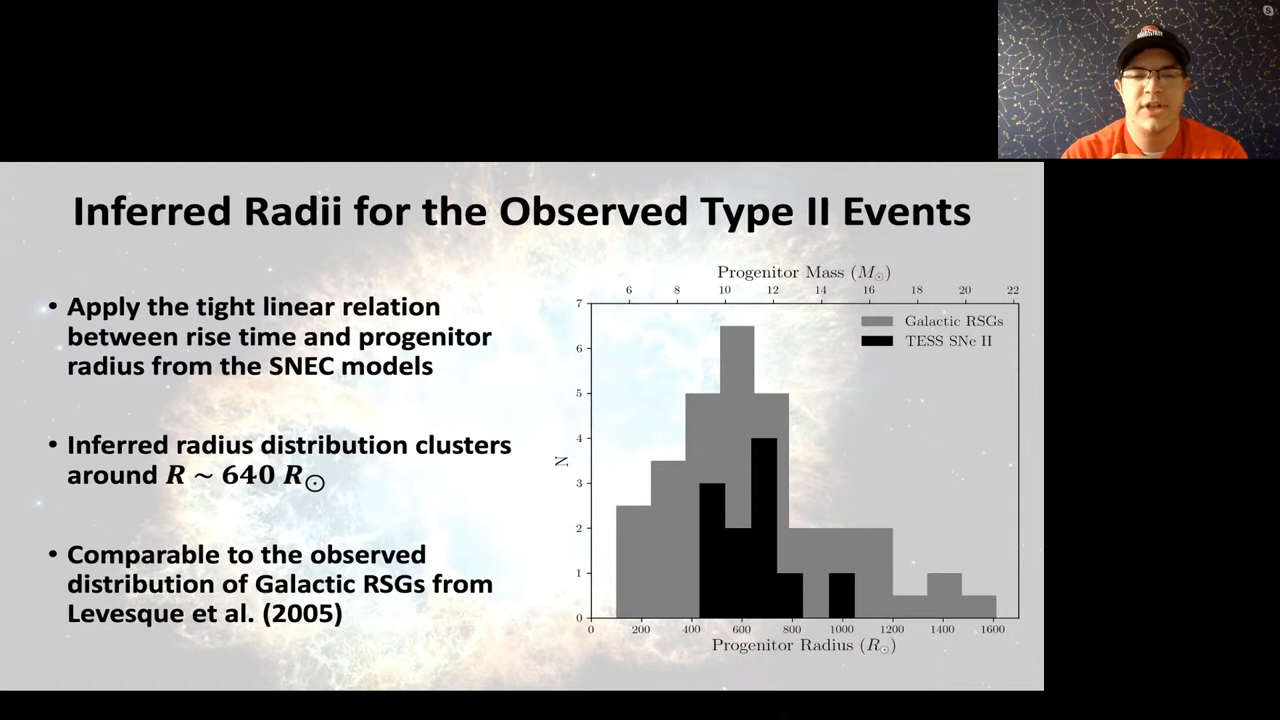 Inferred Radii for the Observed Type II Events
• Apply the tight linear relation
between rise time and progenitor
radius from the SNEC models
• Inferred radius distribution clusters
around R ~ 640 R☉
• Comparable to the observed
distribution of Galactic RSGs from
Levesque et al. (2005)
Progenitor Mass (M☉)
6 8 10 12 14 16 18 20 22
Galactic RSGs
TESS SNe II
N
7
6
5
4
3
2
1
0
0 200 400 600 800 1000 1200 1400 1600
Progenitor Radius (R☉)